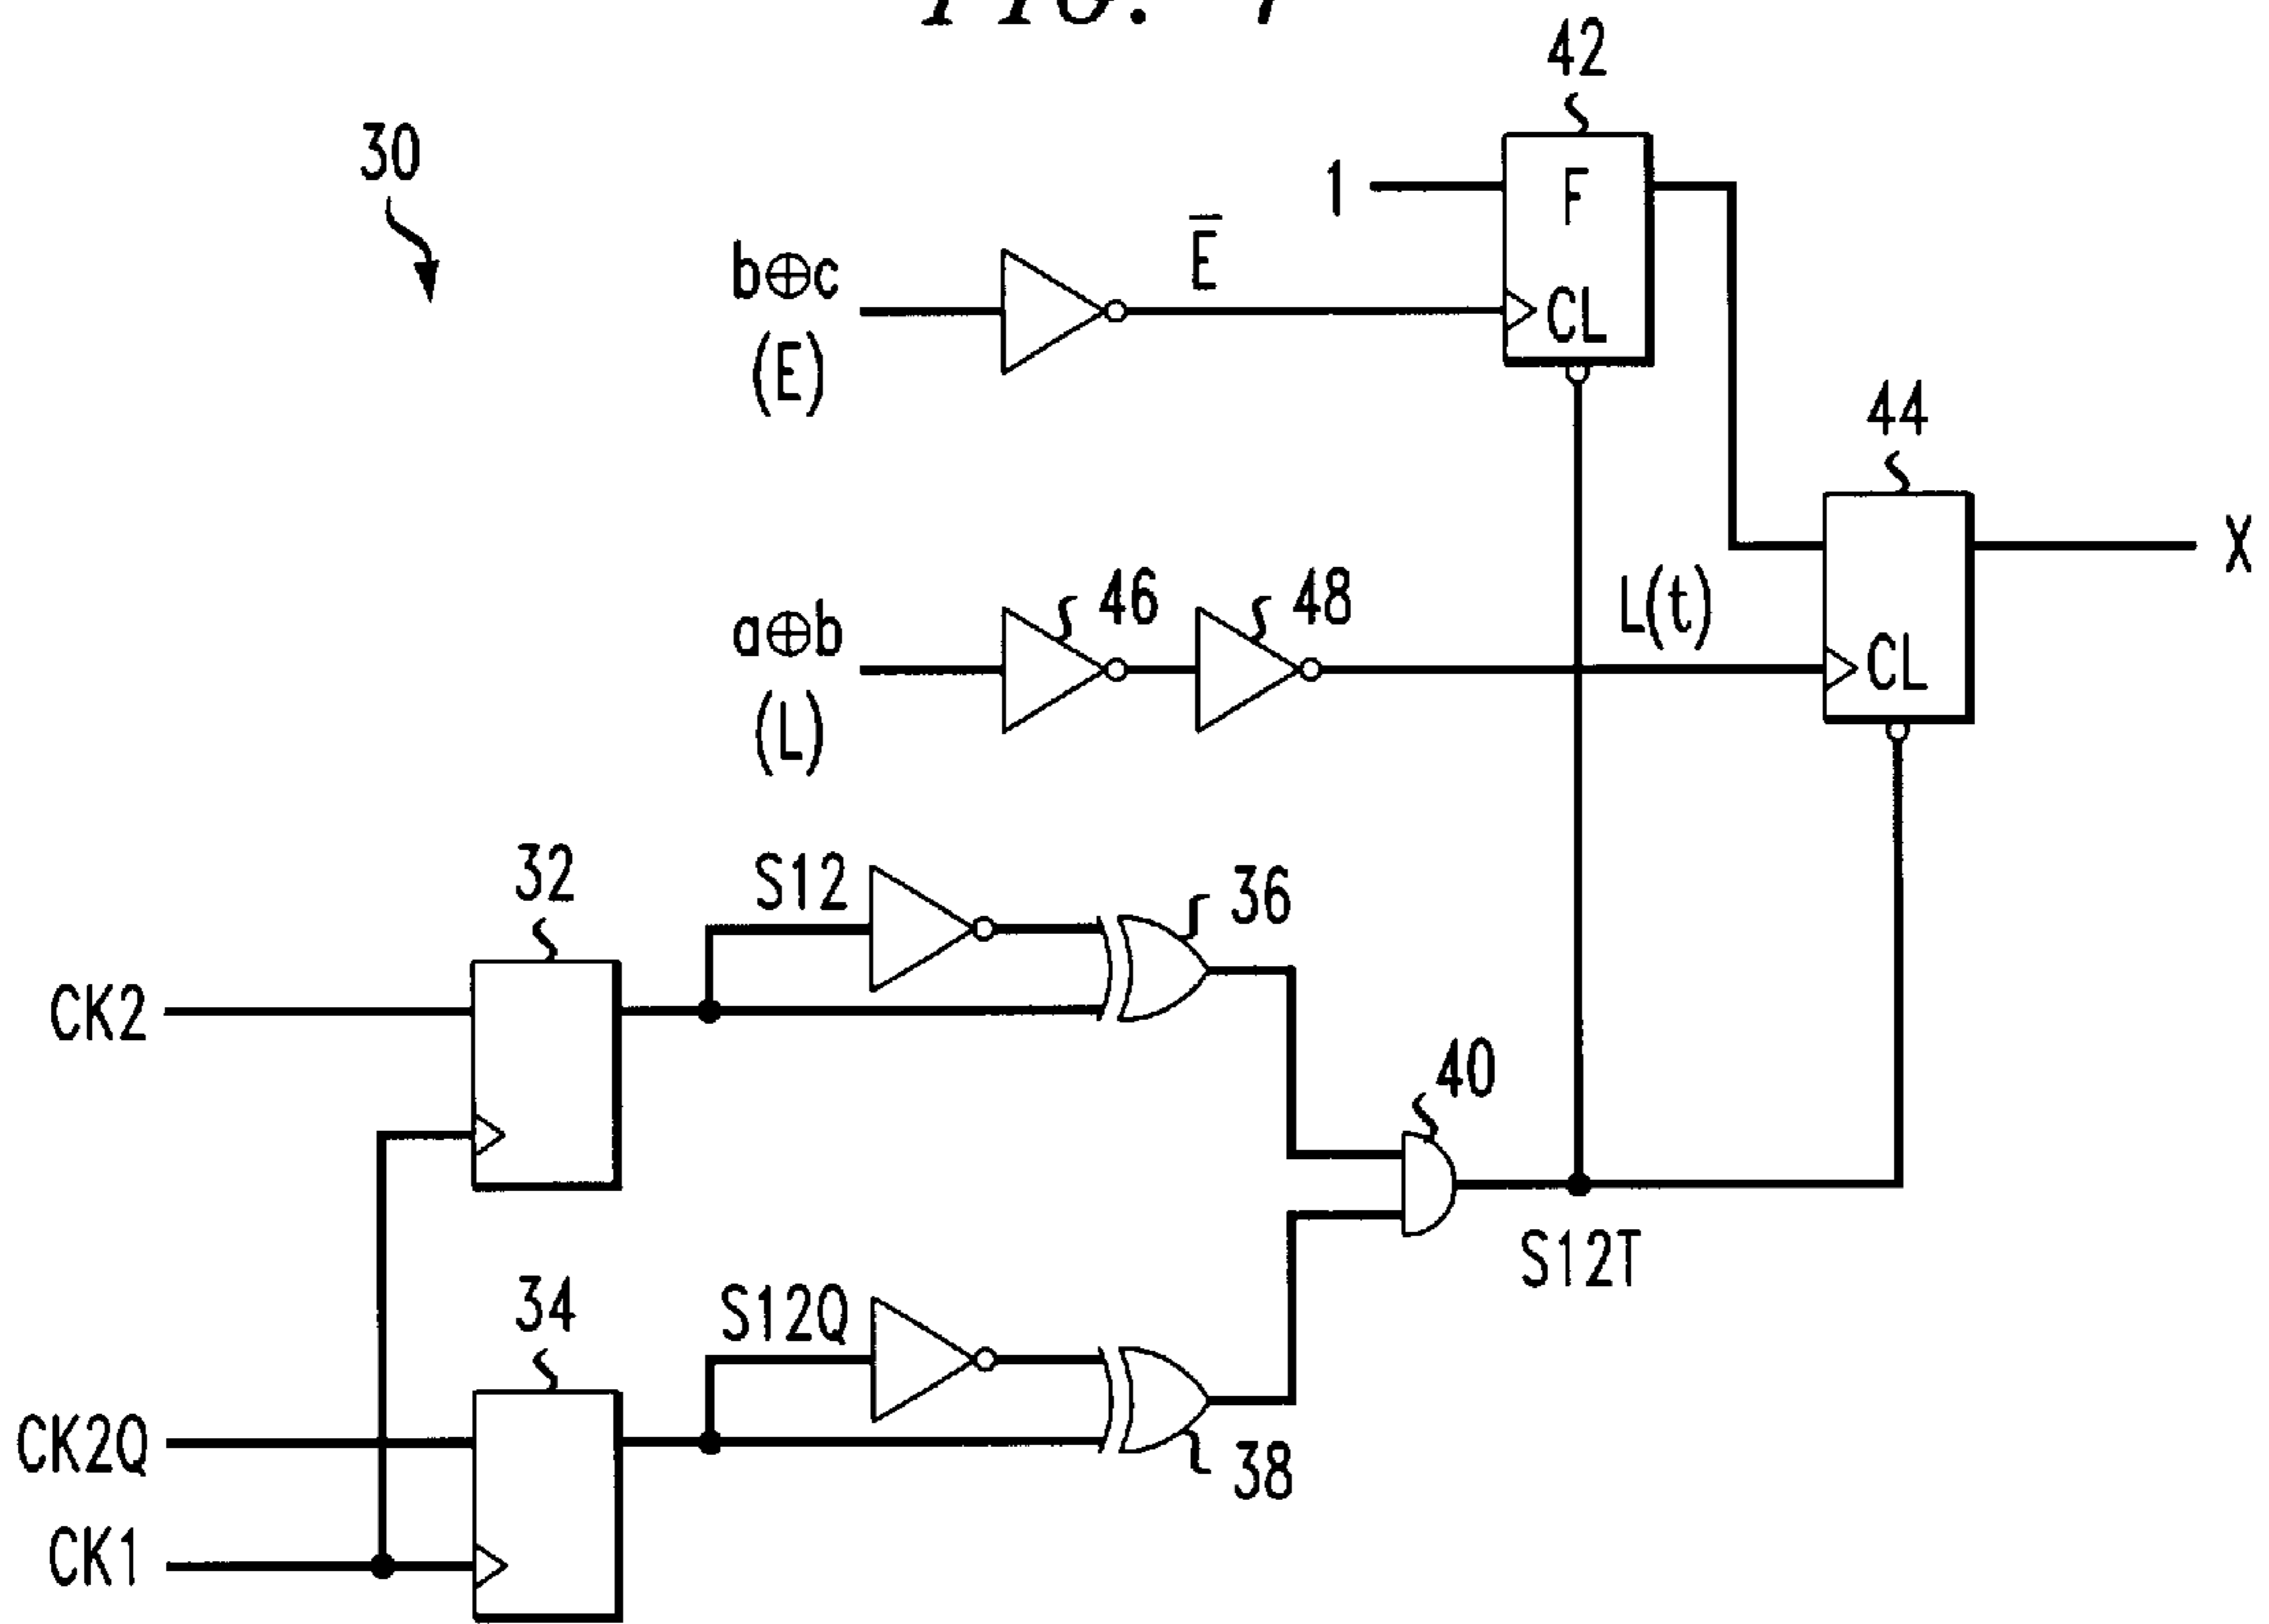 FIG.
42
30
1
F
E̅
b⊕c
CL
(E)
44
X
46
48
L(t)
a⊕b
CL
(L)
32
S12
36
CK2
40
34
S12Q
S12T
CK2Q
38
CK1